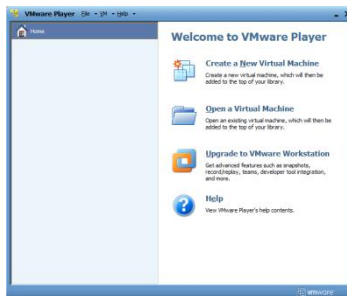 VMware Player File VM Help
Home
Welcome to VMware Player
Create a New Virtual Machine
Create a new virtual machine, which will then be
added to the top of your library.
Open a Virtual Machine
Open an existing virtual machine, which will then be
added to the top of your library.
Upgrade to VMware Workstation
Get advanced features such as snapshots,
record/replay, teams, developer tool integration,
and more.
Help
View VMware Player's help contents.
vmware